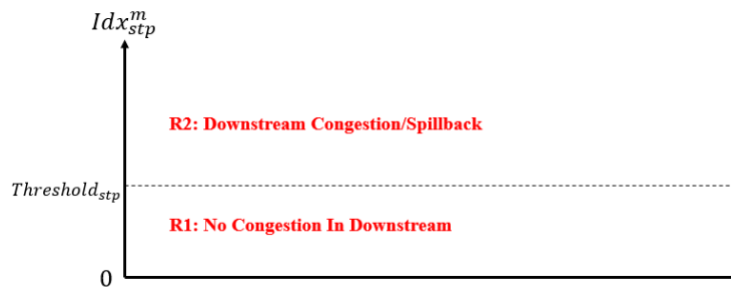 Idx_{stp}^{m}
R2: Downstream Congestion/Spillback
Threshold_{stp}
R1: No Congestion In Downstream
0